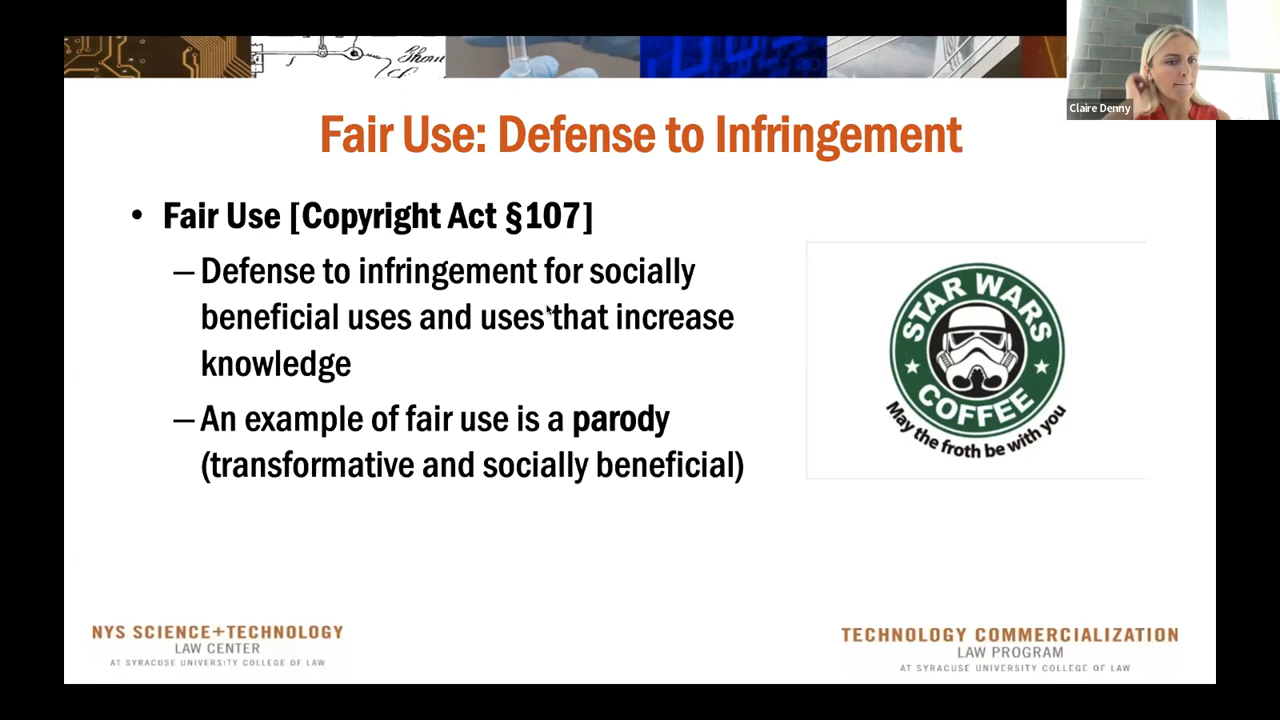 Claire Denny
Fair Use: Defense to Infringement
• Fair Use [Copyright Act §107]
– Defense to infringement for socially
beneficial uses and uses that increase
knowledge
– An example of fair use is a parody
(transformative and socially beneficial)
STAR WARS
COFFEE
May the froth be with you
NYS SCIENCE+TECHNOLOGY
LAW CENTER
AT SYRACUSE UNIVERSITY COLLEGE OF LAW
TECHNOLOGY COMMERCIALIZATION
LAW PROGRAM
AT SYRACUSE UNIVERSITY COLLEGE OF LAW